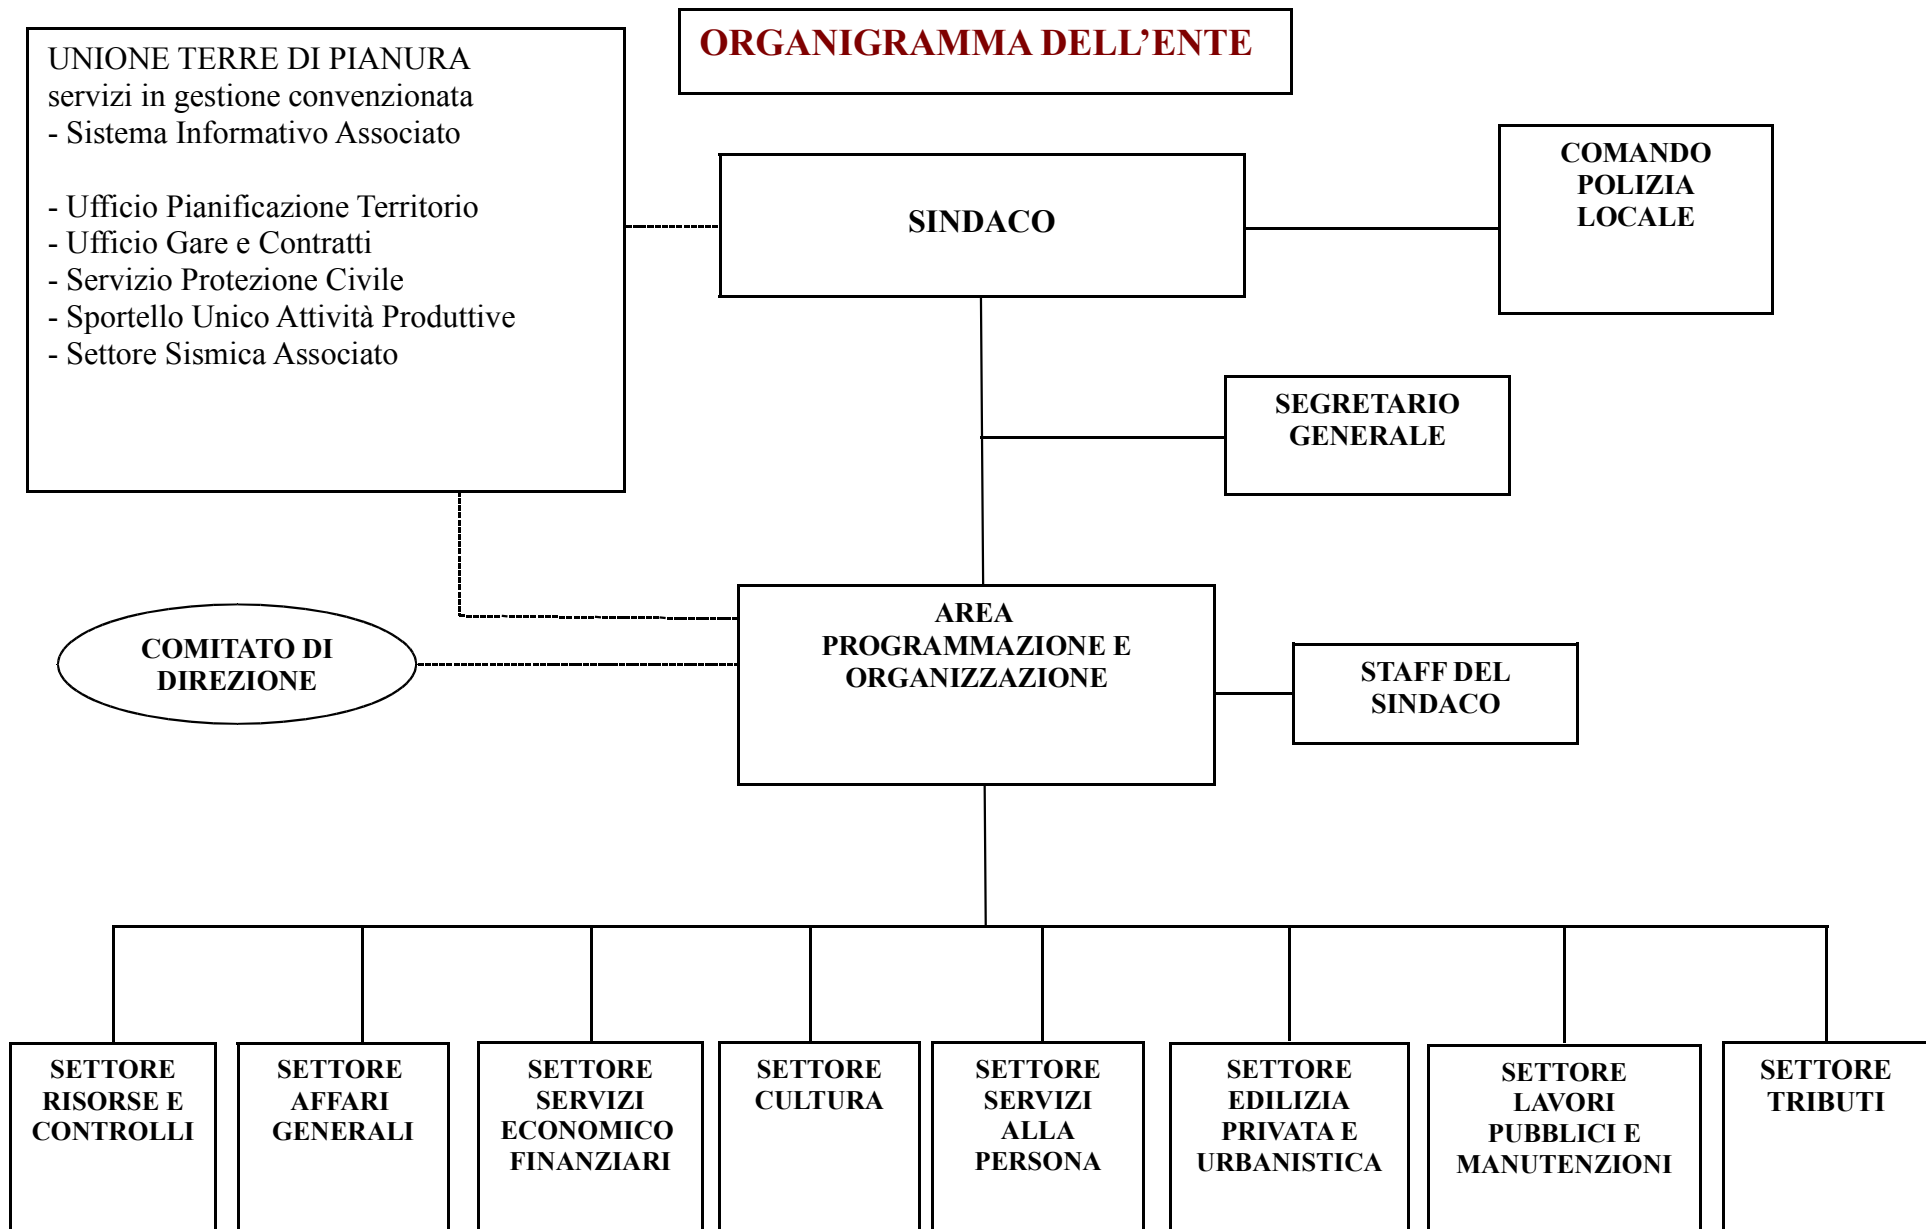 ORGANIGRAMMA DELL'ENTE
UNIONE TERRE DI PIANURA
servizi in gestione convenzionata
- Sistema Informativo Associato
- Ufficio Pianificazione Territorio
- Ufficio Gare e Contratti
- Servizio Protezione Civile
- Sportello Unico Attività Produttive
- Settore Sismica Associato
SINDACO
COMANDO
POLIZIA
LOCALE
SEGRETARIO
GENERALE
AREA
PROGRAMMAZIONE E
ORGANIZZAZIONE
COMITATO DI
DIREZIONE
STAFF DEL
SINDACO
SETTORE
RISORSE E
CONTROLLI
SETTORE
AFFARI
GENERALI
SETTORE
SERVIZI
ECONOMICO
FINANZIARI
SETTORE
CULTURA
SETTORE
SERVIZI
ALLA
PERSONA
SETTORE
EDILIZIA
PRIVATA E
URBANISTICA
SETTORE
LAVORI
PUBBLICI E
MANUTENZIONI
SETTORE
TRIBUTI